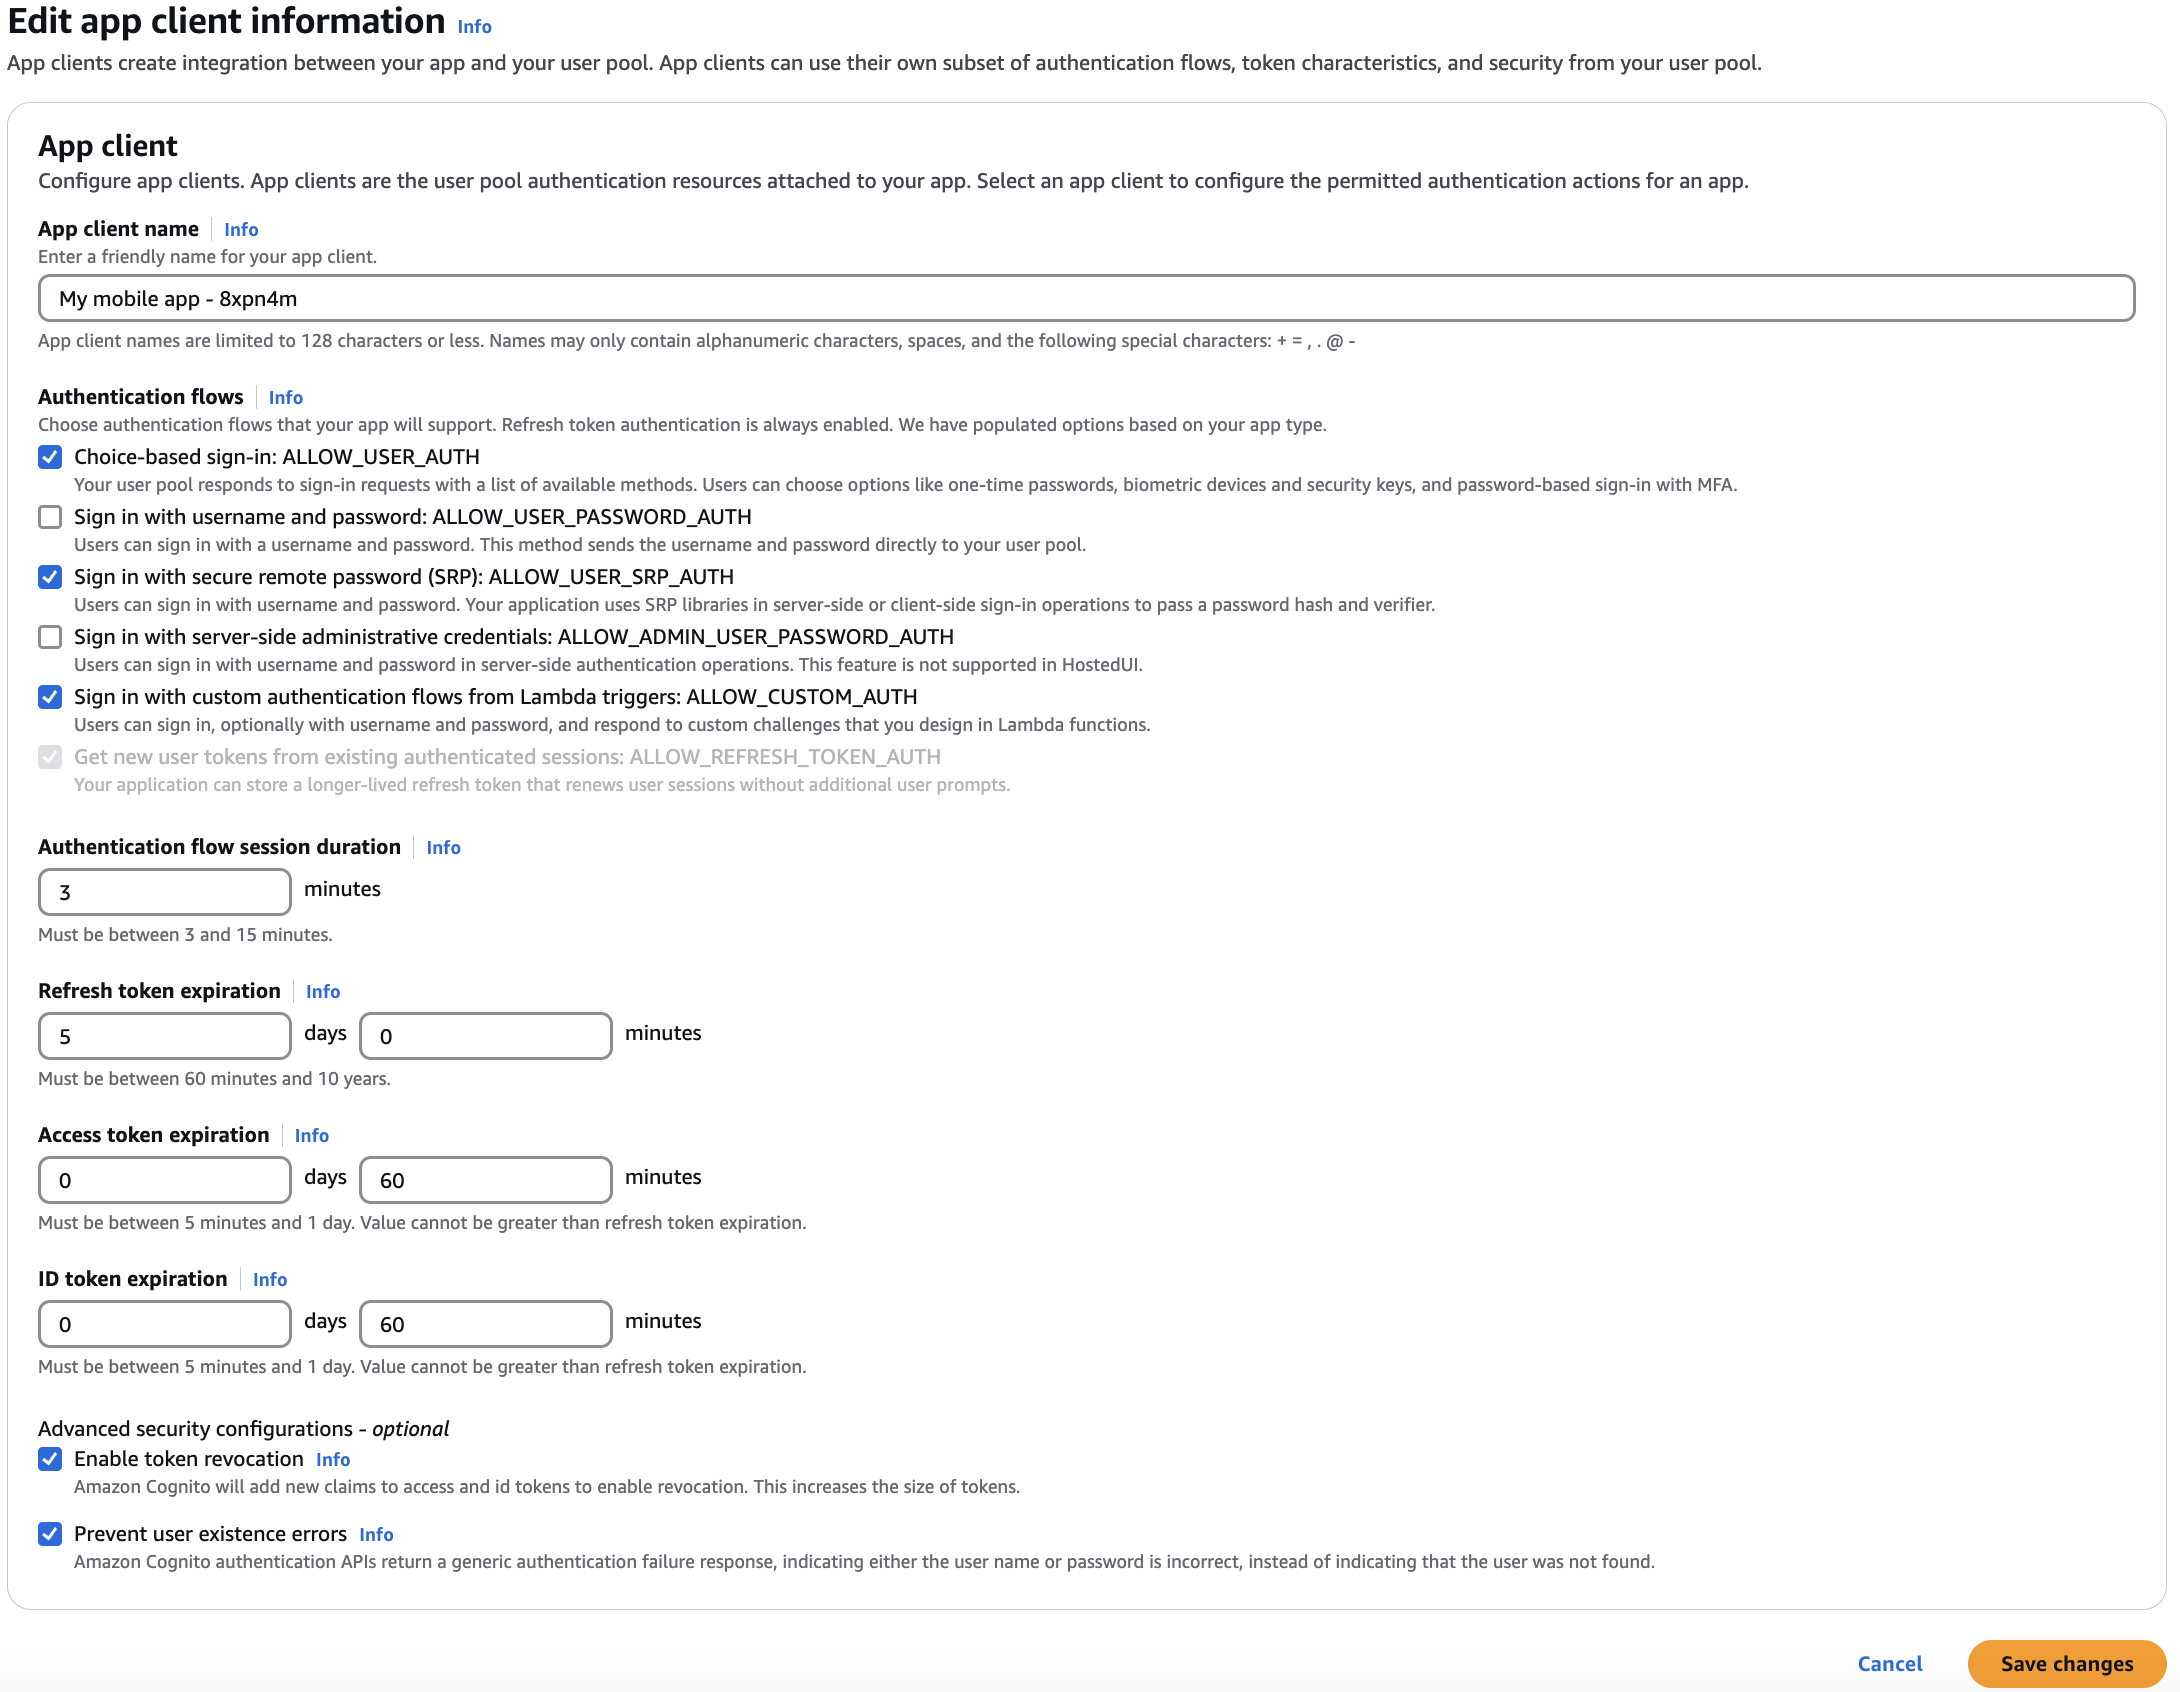 Edit app client information Info
App clients create integration between your app and your user pool. App clients can use their own subset of authentication flows, token characteristics, and security from your user pool.
App client
Configure app clients. App clients are the user pool authentication resources attached to your app. Select an app client to configure the permitted authentication actions for an app.
App client name Info
Enter a friendly name for your app client.
My mobile app - 8xpn4m
App client names are limited to 128 characters or less. Names may only contain alphanumeric characters, spaces, and the following special characters: + = , . @ -
Authentication flows Info
Choose authentication flows that your app will support. Refresh token authentication is always enabled. We have populated options based on your app type.
Choice-based sign-in: ALLOW_USER_AUTH
Your user pool responds to sign-in requests with a list of available methods. Users can choose options like one-time passwords, biometric devices and security keys, and password-based sign-in with MFA.
Sign in with username and password: ALLOW_USER_PASSWORD_AUTH
Users can sign in with a username and password. This method sends the username and password directly to your user pool.
Sign in with secure remote password (SRP): ALLOW_USER_SRP_AUTH
Users can sign in with username and password. Your application uses SRP libraries in server-side or client-side sign-in operations to pass a password hash and verifier.
Sign in with server-side administrative credentials: ALLOW_ADMIN_USER_PASSWORD_AUTH
Users can sign in with username and password in server-side authentication operations. This feature is not supported in HostedUI.
Sign in with custom authentication flows from Lambda triggers: ALLOW_CUSTOM_AUTH
Users can sign in, optionally with username and password, and respond to custom challenges that you design in Lambda functions.
Get new user tokens from existing authenticated sessions: ALLOW_REFRESH_TOKEN_AUTH
Your application can store a longer-lived refresh token that renews user sessions without additional user prompts.
Authentication flow session duration Info
3 minutes
Must be between 3 and 15 minutes.
Refresh token expiration Info
5 days 0 minutes
Must be between 60 minutes and 10 years.
Access token expiration Info
0 days 60 minutes
Must be between 5 minutes and 1 day. Value cannot be greater than refresh token expiration.
ID token expiration Info
0 days 60 minutes
Must be between 5 minutes and 1 day. Value cannot be greater than refresh token expiration.
Advanced security configurations - optional
Enable token revocation Info
Amazon Cognito will add new claims to access and id tokens to enable revocation. This increases the size of tokens.
Prevent user existence errors Info
Amazon Cognito authentication APIs return a generic authentication failure response, indicating either the user name or password is incorrect, instead of indicating that the user was not found.
Cancel Save changes